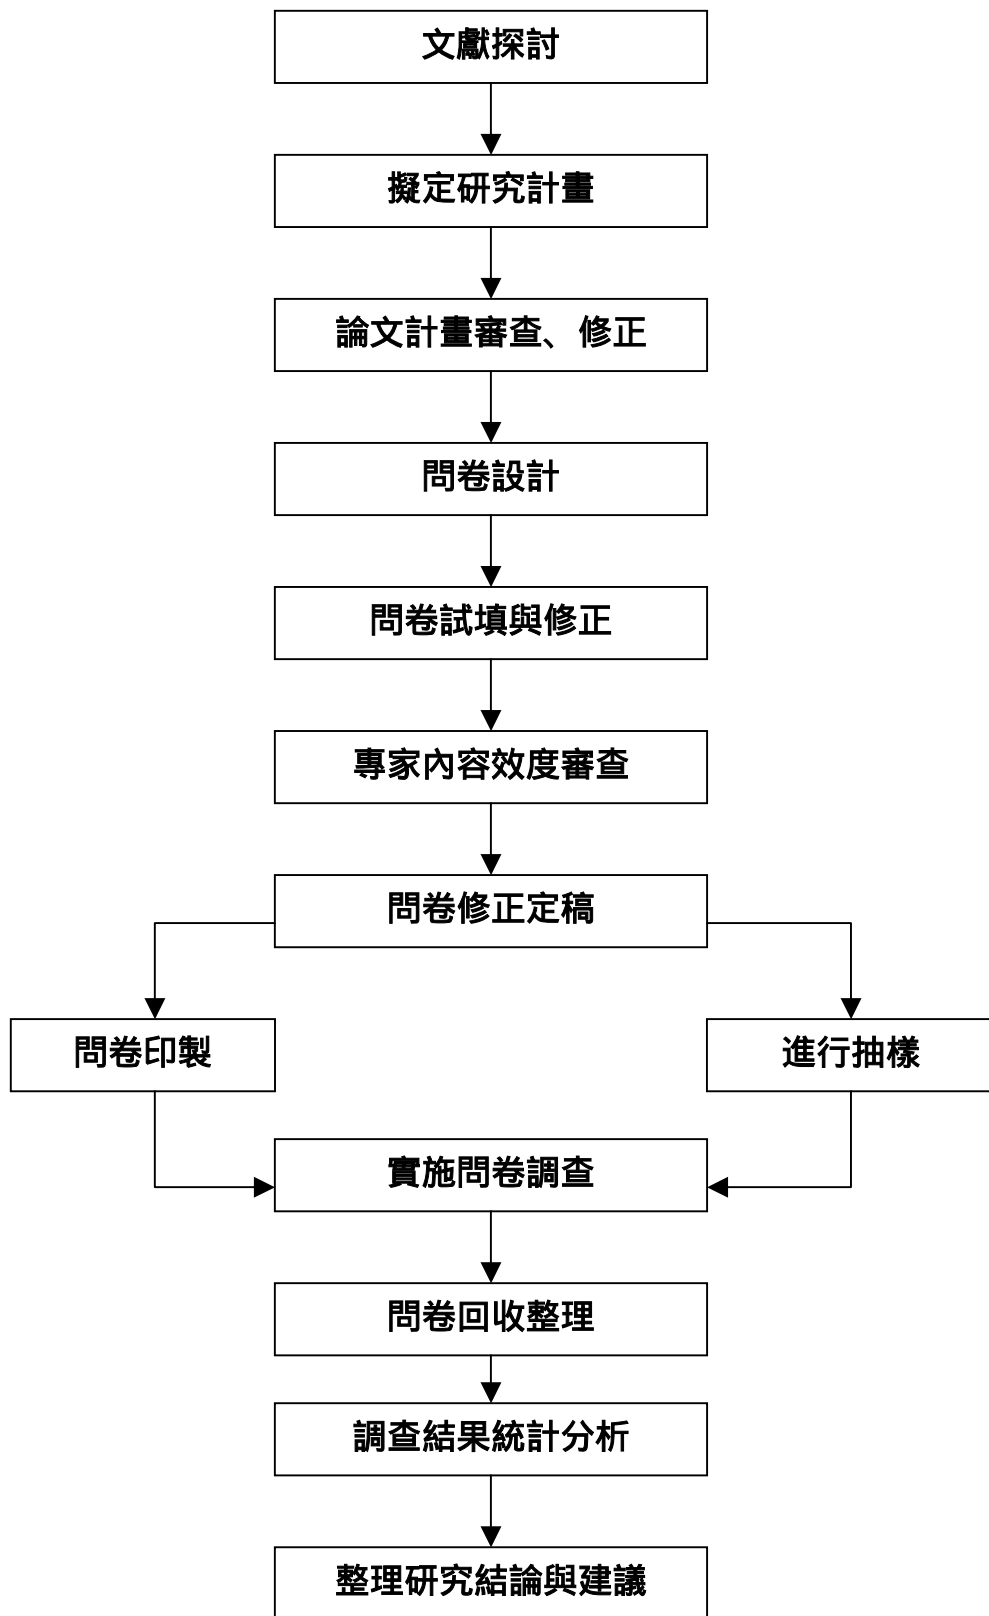 文獻探討
擬定研究計畫
論文計畫審查、修正
問卷設計
問卷試填與修正
專家內容效度審查
問卷修正定稿
問卷印製
進行抽樣
實施問卷調查
問卷回收整理
調查結果統計分析
整理研究結論與建議